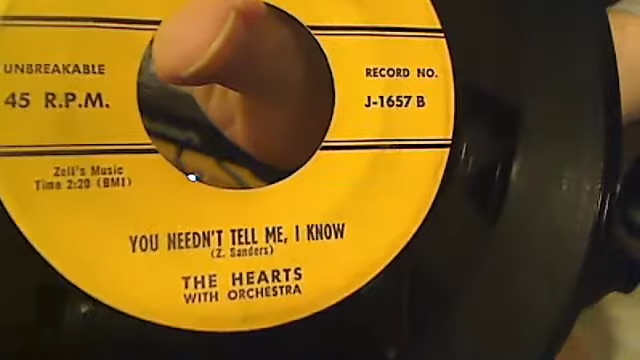 UNBREAKABLE
45 R.P.M.
RECORD NO.
J-1657 B
Zell's Music
Time 2:20 (BMI)
YOU NEEDN'T TELL ME, I KNOW
(Z. Sanders)
THE HEARTS
WITH ORCHESTRA